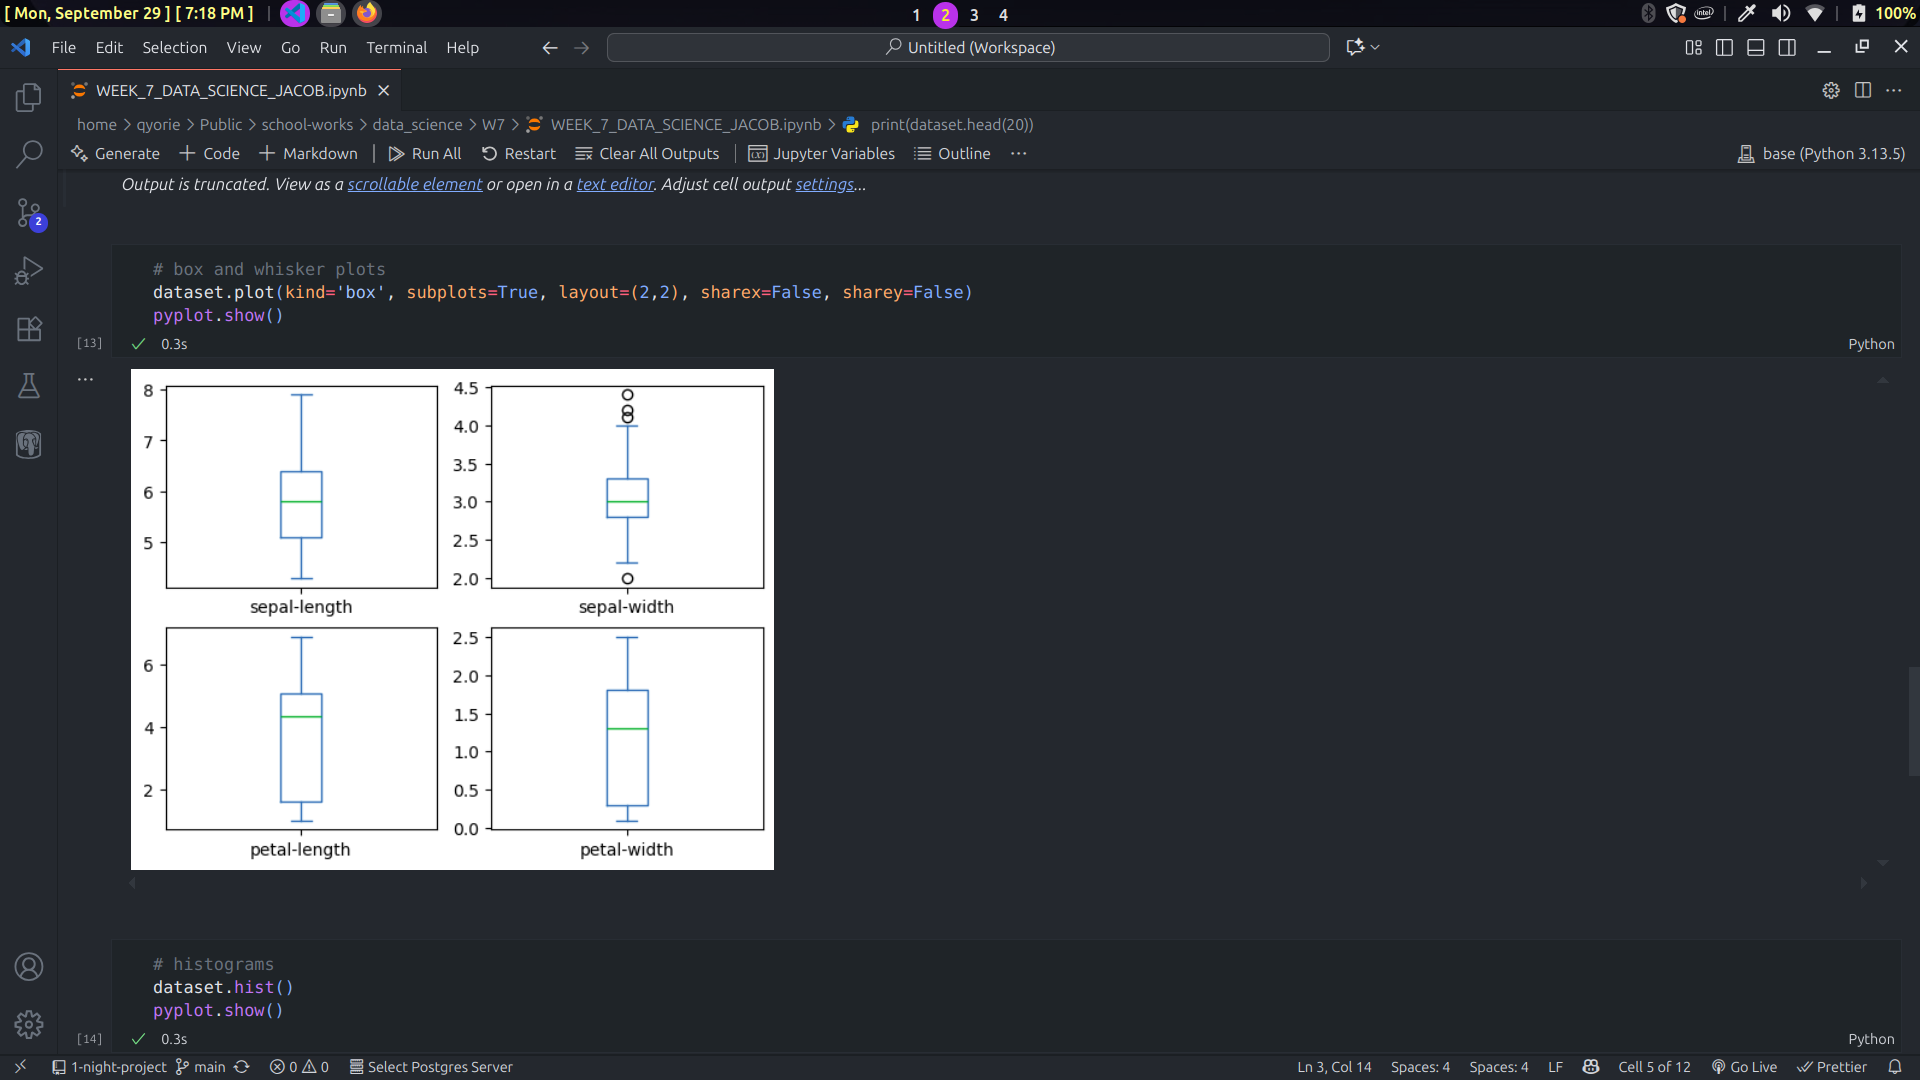 [ Mon, September 29 ] [ 7:18 PM ] |
1 2 3 4
intel
100%
File Edit Selection View Go Run Terminal Help
Untitled (Workspace)
WEEK_7_DATA_SCIENCE_JACOB.ipynb
home > qyorie > Public > school-works > data_science > W7 > WEEK_7_DATA_SCIENCE_JACOB.ipynb > print(dataset.head(20))
Generate + Code + Markdown | Run All Restart Clear All Outputs | Jupyter Variables Outline ...
base (Python 3.13.5)
Output is truncated. View as a scrollable element or open in a text editor. Adjust cell output settings...
2
# box and whisker plots
dataset.plot(kind='box', subplots=True, layout=(2,2), sharex=False, sharey=False)
pyplot.show()
[13] 0.3s Python
...
8
7
6
5
sepal-length
4.5
4.0
3.5
3.0
2.5
2.0
sepal-width
6
4
2
petal-length
2.5
2.0
1.5
1.0
0.5
0.0
petal-width
# histograms
dataset.hist()
pyplot.show()
[14] 0.3s Python
1-night-project main 0 0 Select Postgres Server
Ln 3, Col 14 Spaces: 4 Spaces: 4 LF Cell 5 of 12 Go Live Prettier